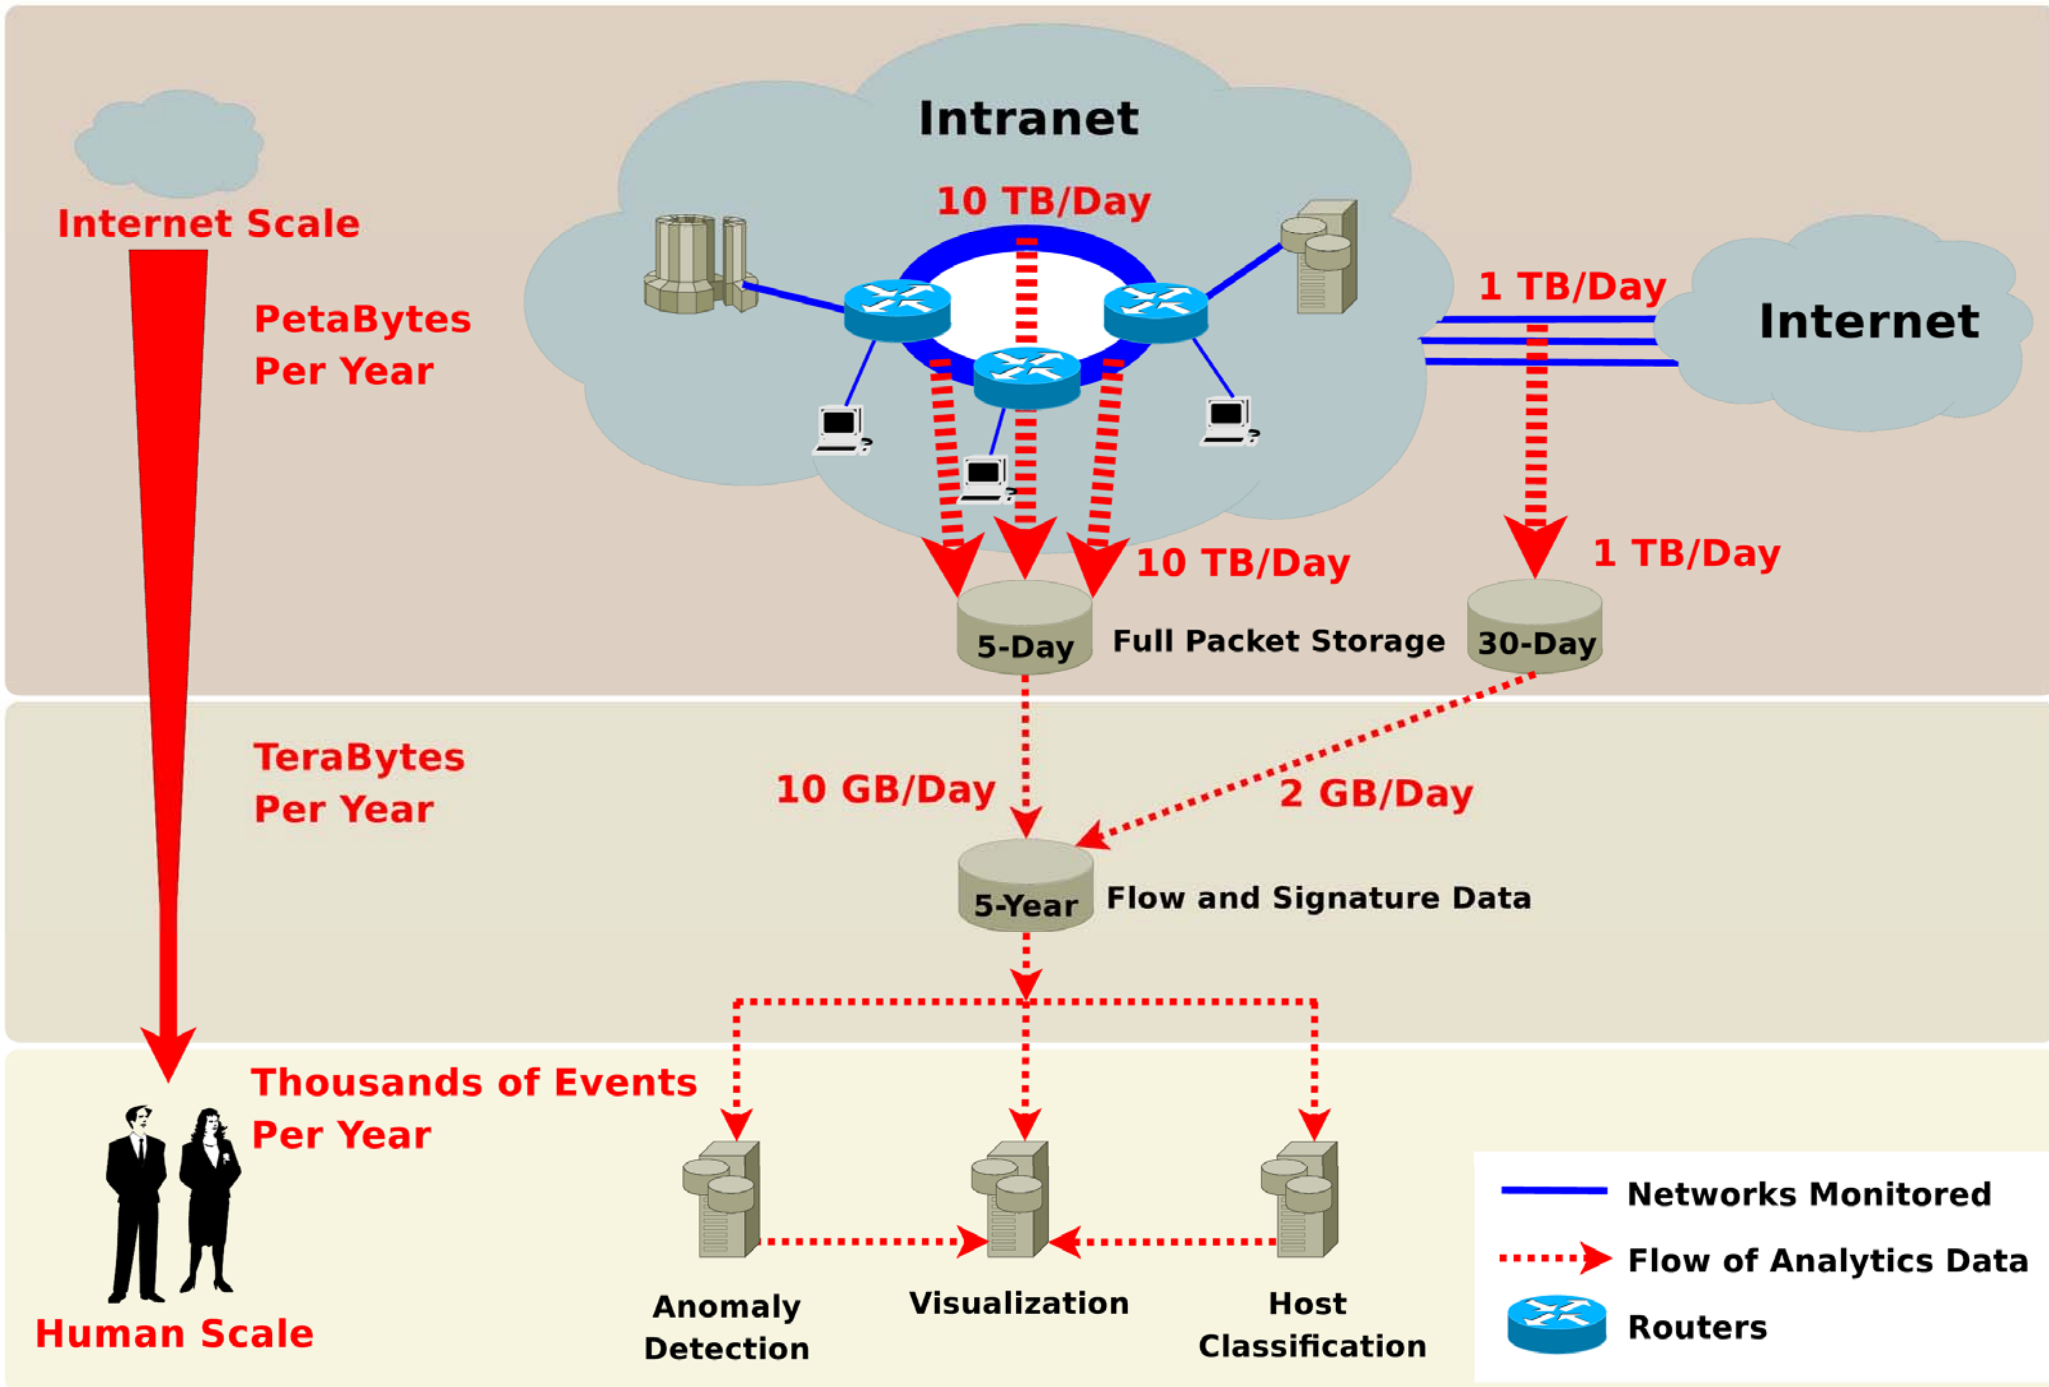 Intranet
10 TB/Day
Internet Scale
PetaBytes
Per Year
1 TB/Day
Internet
10 TB/Day
1 TB/Day
5-Day
Full Packet Storage
30-Day
TeraBytes
Per Year
10 GB/Day
2 GB/Day
5-Year
Flow and Signature Data
Thousands of Events
Per Year
Human Scale
Anomaly
Detection
Visualization
Host
Classification
Networks Monitored
Flow of Analytics Data
Routers